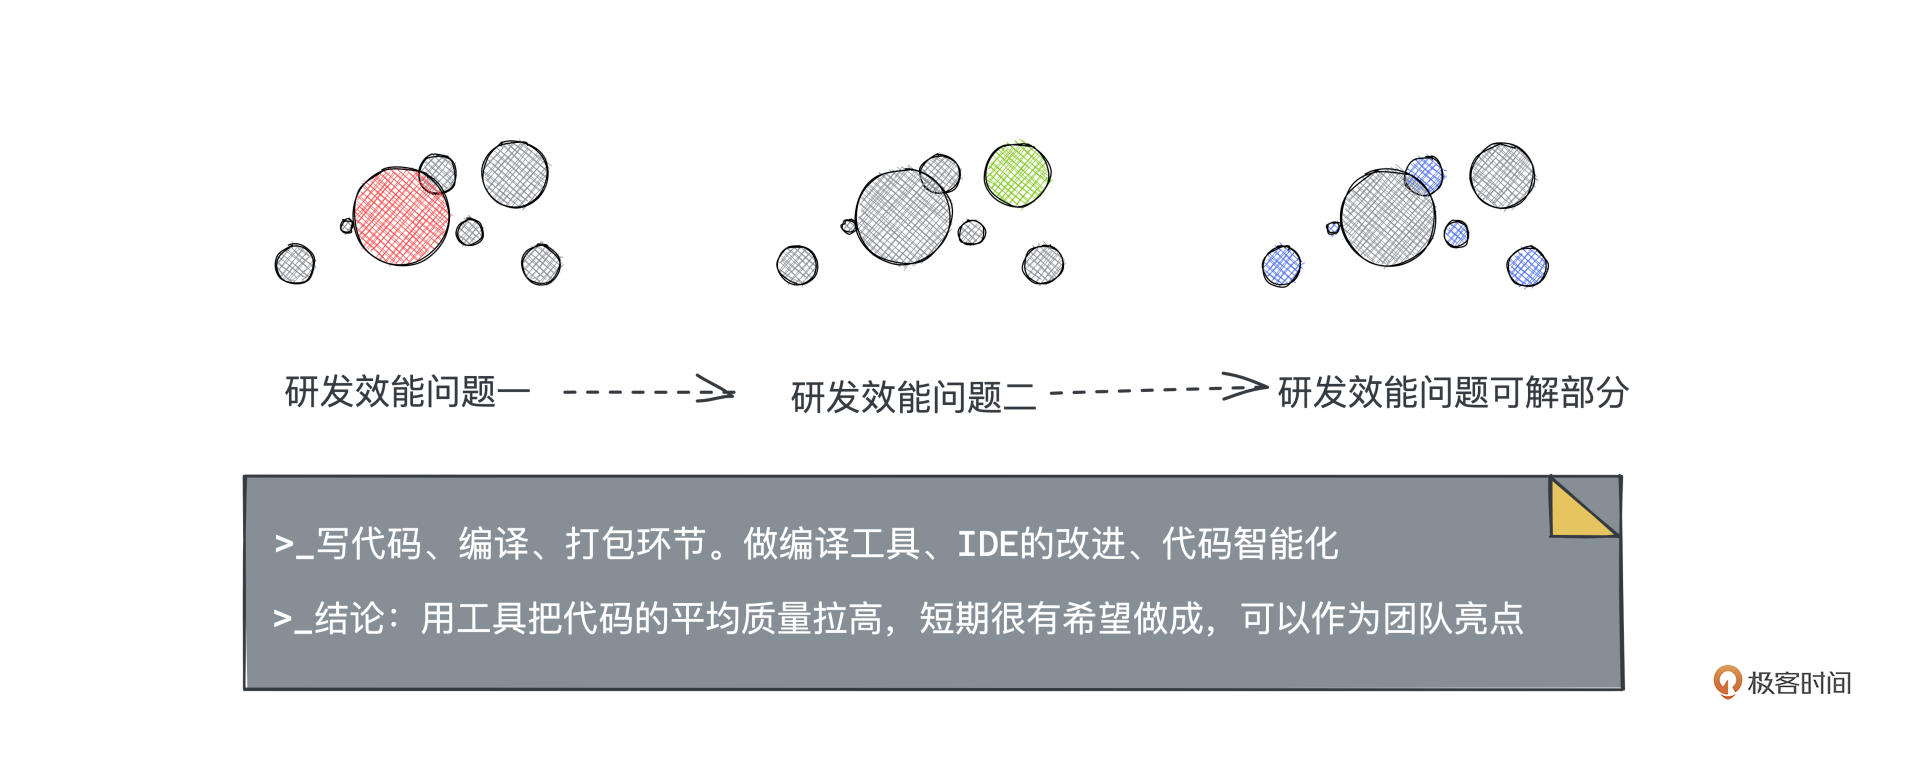 研发效能问题一
研发效能问题二
研发效能问题可解部分
>_写代码、编译、打包环节。做编译工具、IDE的改进、代码智能化
>_结论：用工具把代码的平均质量拉高，短期很有希望做成，可以作为团队亮点
极客时间